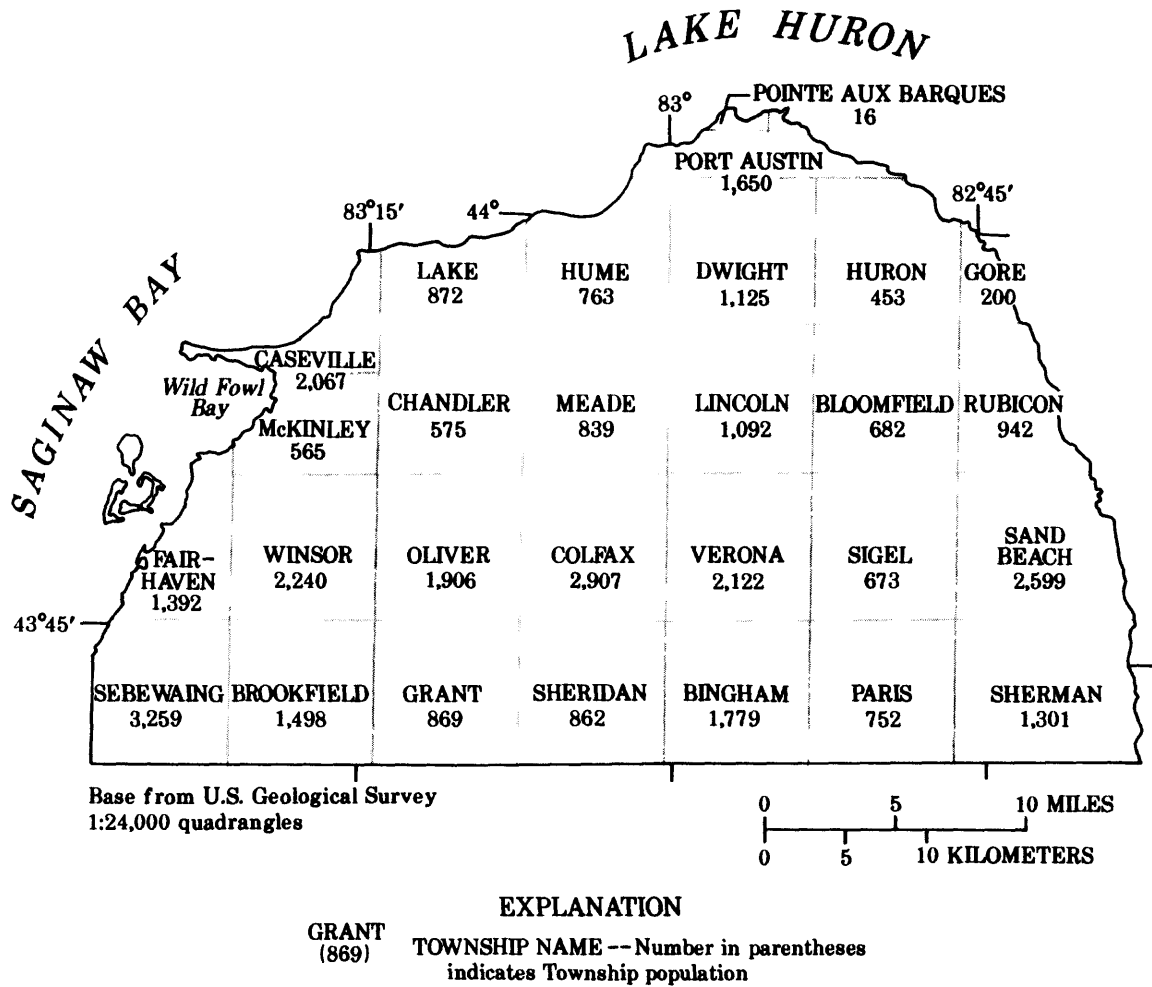 LAKE HURON
POINTE AUX BARQUES
16
83°
PORT AUSTIN
1,650
83°15'
44°
82°45'
SAGINAW BAY
LAKE
872
HUME
763
DWIGHT
1,125
HURON
453
GORE
200
CASEVILLE
2,067
Wild Fowl
Bay
McKINLEY
565
CHANDLER
575
MEADE
839
LINCOLN
1,092
BLOOMFIELD
682
RUBICON
942
FAIR-
HAVEN
1,392
WINSOR
2,240
OLIVER
1,906
COLFAX
2,907
VERONA
2,122
SIGEL
673
SAND
BEACH
2,599
43°45'
SEBEWAING
3,259
BROOKFIELD
1,498
GRANT
869
SHERIDAN
862
BINGHAM
1,779
PARIS
752
SHERMAN
1,301
Base from U.S. Geological Survey
1:24,000 quadrangles
0 5 10 MILES
0 5 10 KILOMETERS
EXPLANATION
GRANT
(869)
TOWNSHIP NAME -- Number in parentheses
indicates Township population